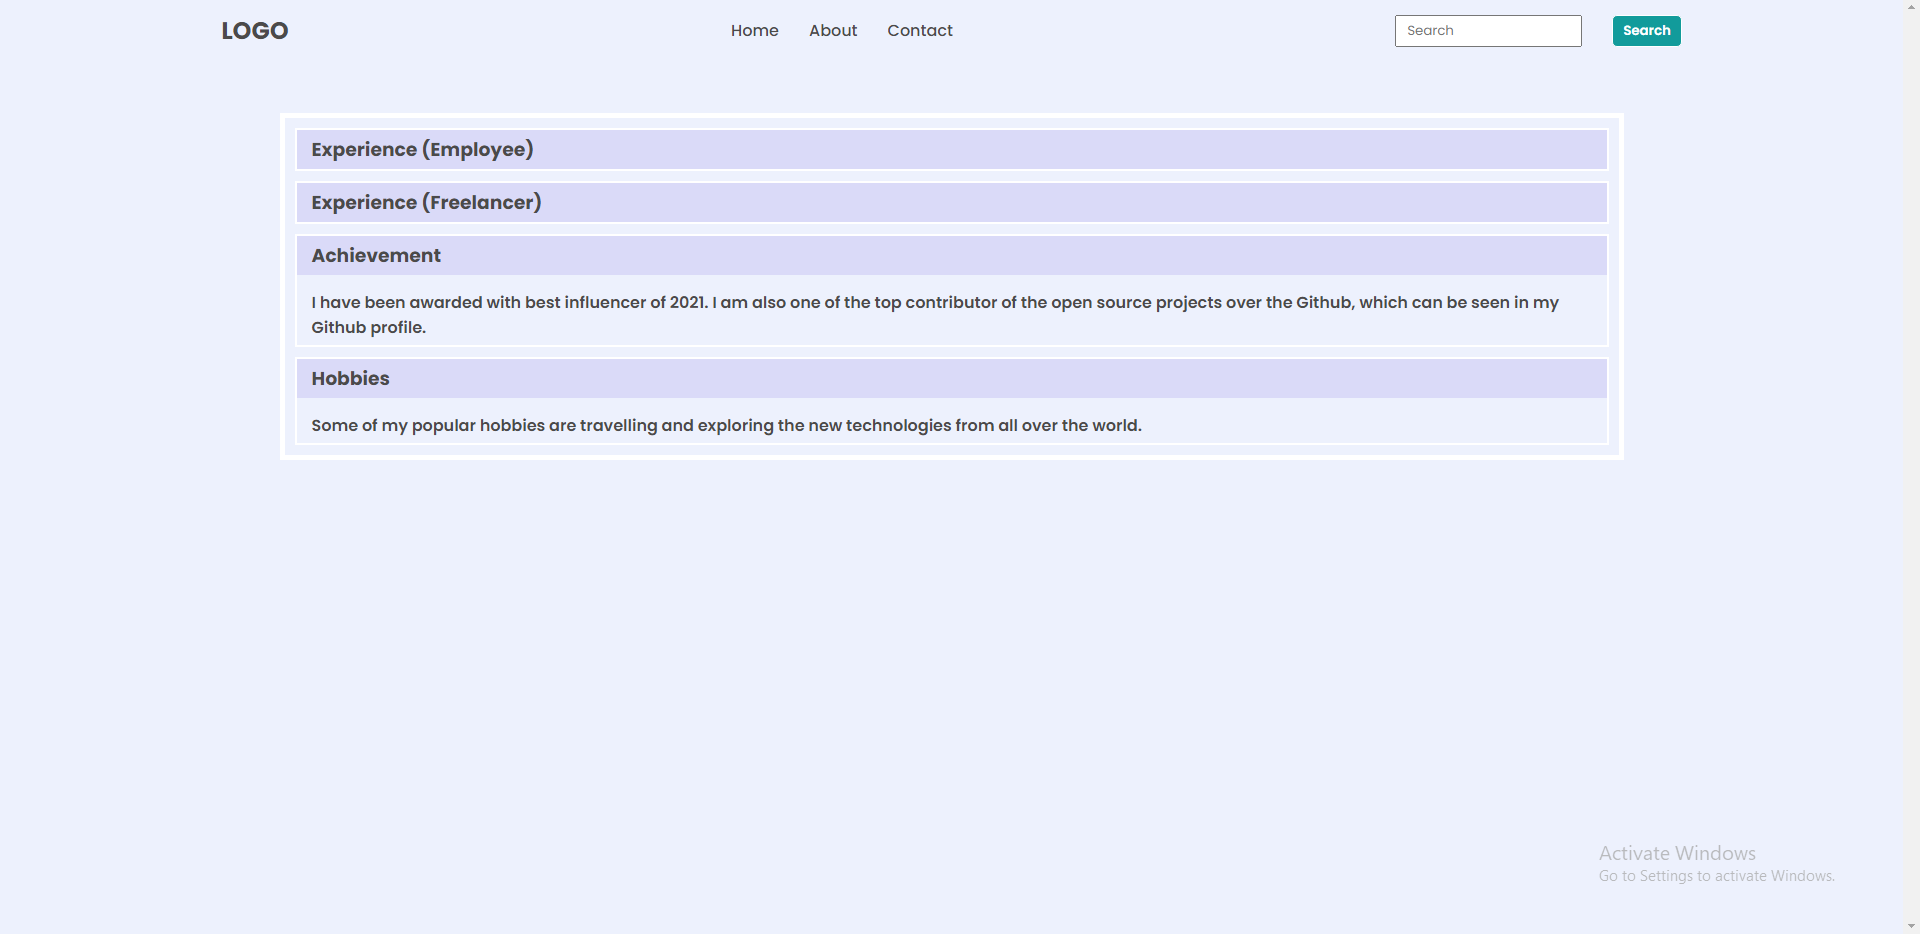 LOGO
Home
About
Contact
Search
Search
Experience (Employee)
Experience (Freelancer)
Achievement
I have been awarded with best influencer of 2021. I am also one of the top contributor of the open source projects over the Github, which can be seen in my
Github profile.
Hobbies
Some of my popular hobbies are travelling and exploring the new technologies from all over the world.
Activate Windows
Go to Settings to activate Windows.